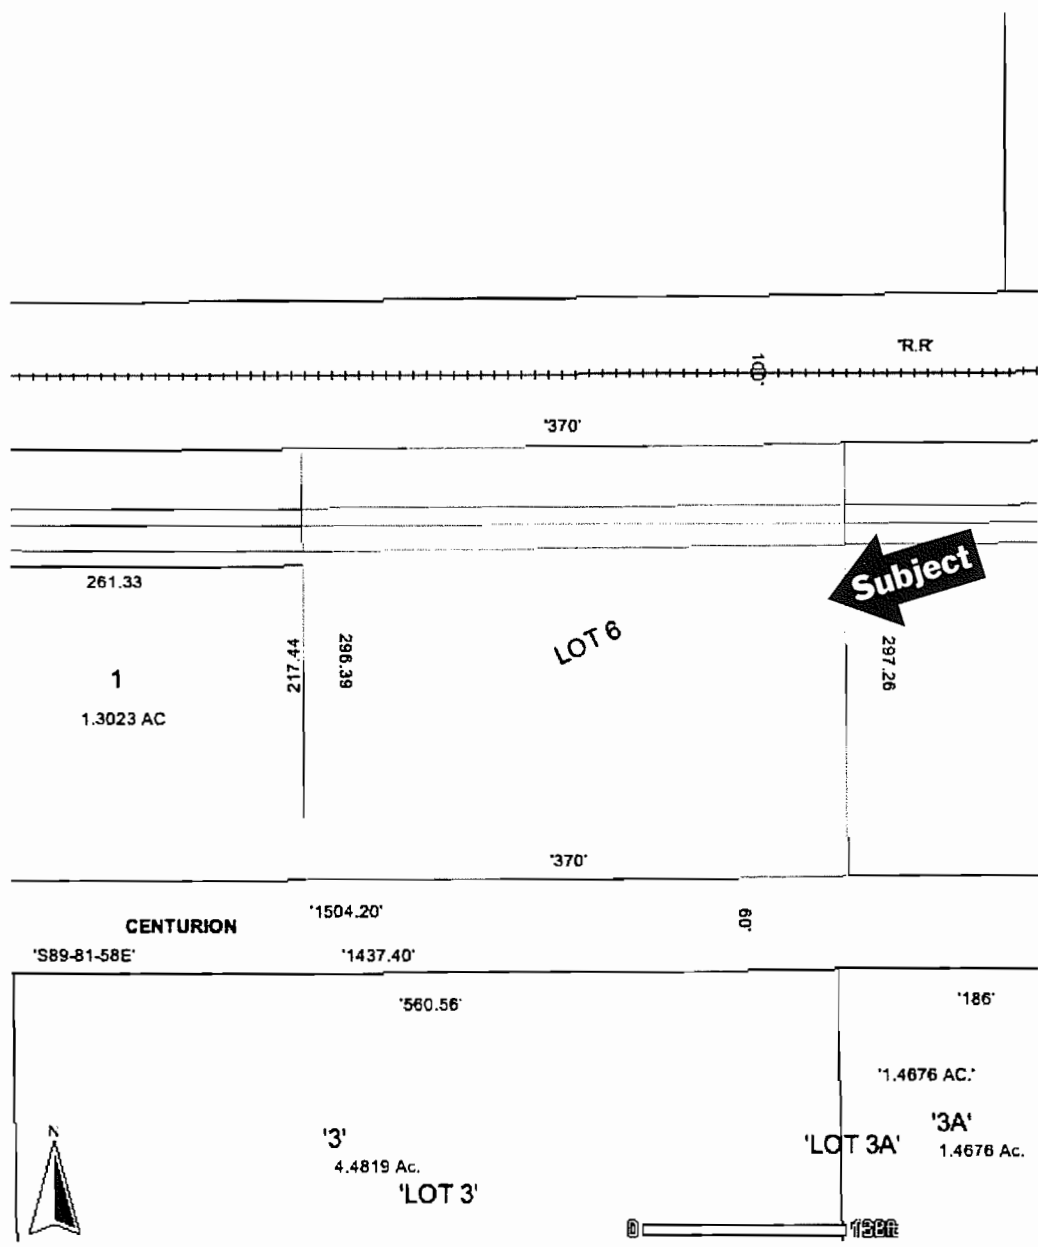 'R.R'
100'
'370'
Subject
261.33
LOT 6
217.44
296.39
297.26
1
1.3023 AC
'370'
'1504.20'
60'
CENTURION
'S89-81-58E'
'1437.40'
'560.56'
'186'
'1.4676 AC.'
'3A'
N
'3'
'LOT 3A'
1.4676 Ac.
4.4819 Ac.
'LOT 3'
0